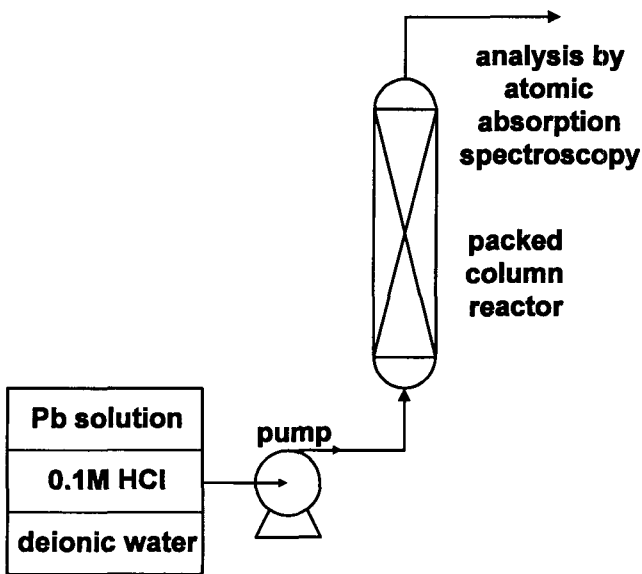 analysis by
atomic
absorption
spectroscopy
packed
column
reactor
Pb solution
pump
0.1M HCl
deionic water